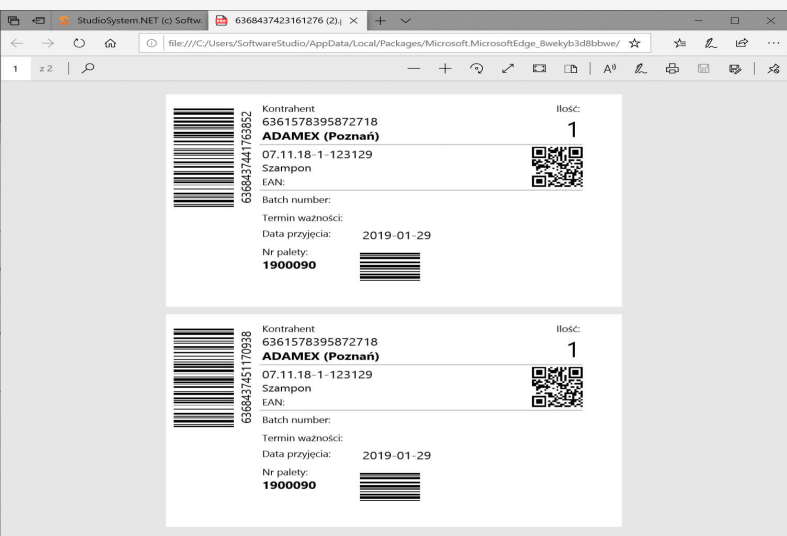 StudioSystem.NET (c) Softw
6368437423161276 (2).p
file:///C:/Users/SoftwareStudio/AppData/Local/Packages/Microsoft.MicrosoftEdge_8wekyb3d8bbwe/
1 z 2
6368437441763852
Kontrahent
6361578395872718
ADAMEX (Poznań)
Ilość:
1
07.11.18-1-123129
Szampon
EAN:
Batch number:
Termin ważności:
Data przyjęcia: 2019-01-29
Nr palety:
1900090
6368437451170938
Kontrahent
6361578395872718
ADAMEX (Poznań)
Ilość:
1
07.11.18-1-123129
Szampon
EAN:
Batch number:
Termin ważności:
Data przyjęcia: 2019-01-29
Nr palety:
1900090